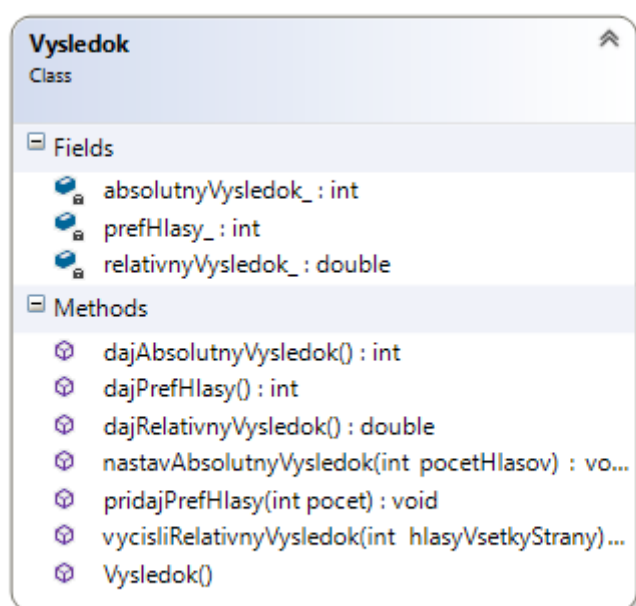 Vysledok
Class
Fields
absolutnyVysledok_ : int
prefHlasy_ : int
relativnyVysledok_ : double
Methods
dajAbsolutnyVysledok() : int
dajPrefHlasy() : int
dajRelativnyVysledok() : double
nastavAbsolutnyVysledok(int pocetHlasov) : vo...
pridajPrefHlasy(int pocet) : void
vycisliRelativnyVysledok(int hlasyVsetkyStrany)...
Vysledok()